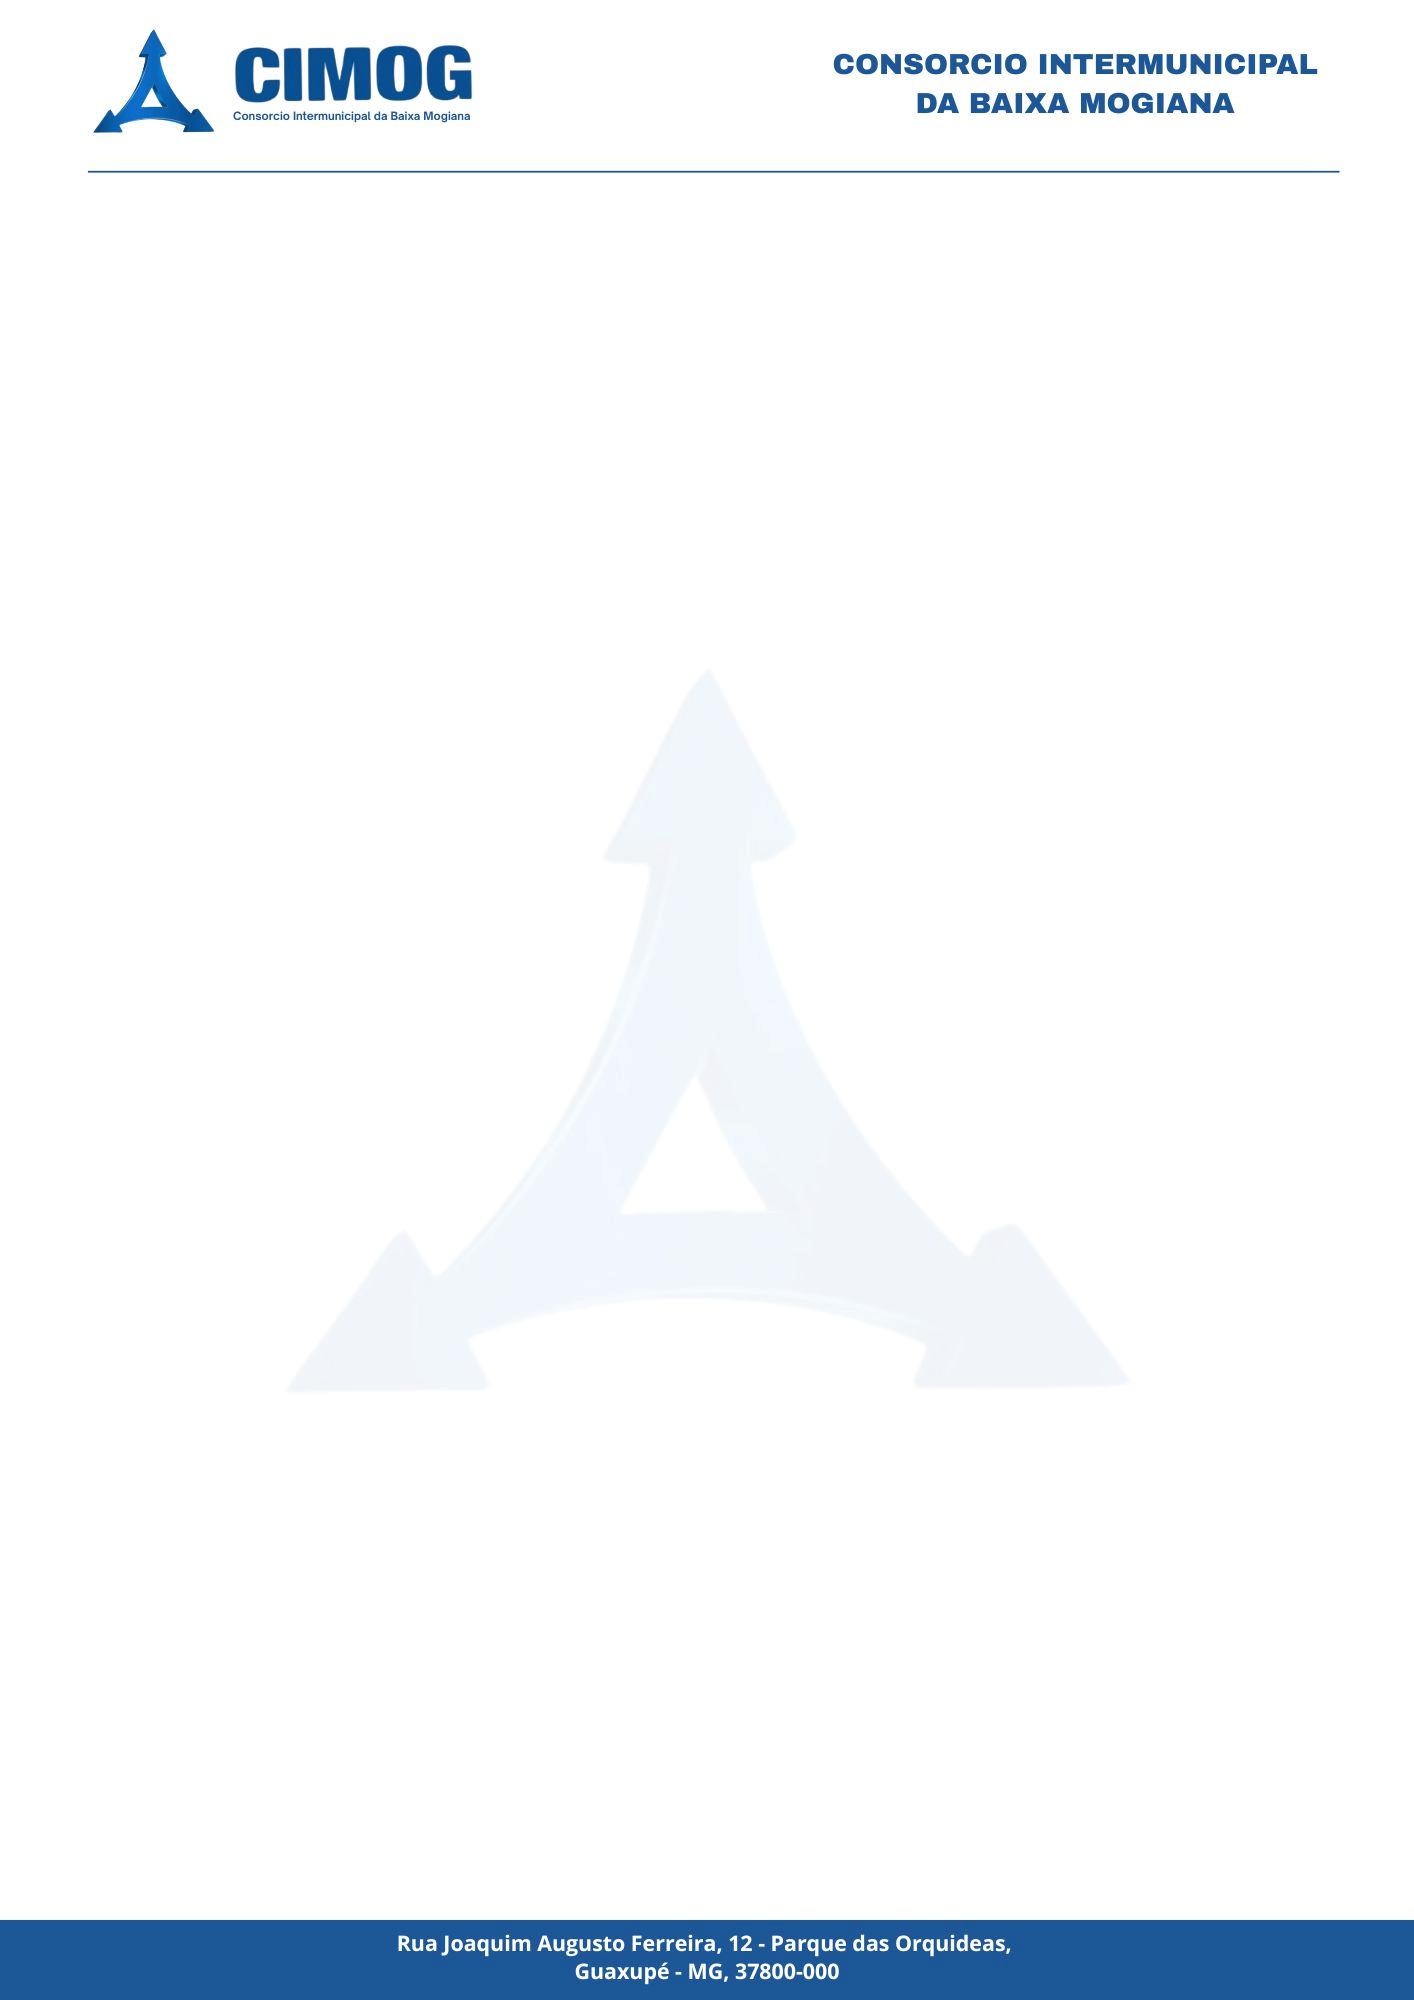 CIMOG
Consorcio Intermunicipal da Baixa Mogiana
CONSORCIO INTERMUNICIPAL
DA BAIXA MOGIANA
Rua Joaquim Augusto Ferreira, 12 - Parque das Orquideas,
Guaxupé - MG, 37800-000